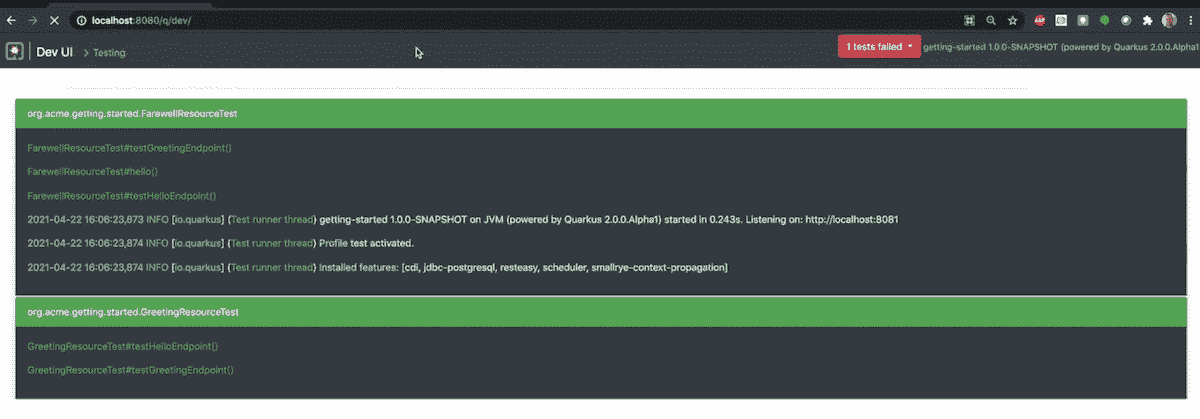 localhost:8080/q/dev/
Dev UI > Testing
1 tests failed
getting-started 1.0.0-SNAPSHOT (powered by Quarkus 2.0.0.Alpha1
org.acme.getting.started.FarewellResourceTest
FarewellResourceTest#testGreetingEndpoint()
FarewellResourceTest#hello()
FarewellResourceTest#testHelloEndpoint()
2021-04-22 16:06:23,873 INFO [io.quarkus] (Test runner thread) getting-started 1.0.0-SNAPSHOT on JVM (powered by Quarkus 2.0.0.Alpha1) started in 0.243s. Listening on: http://localhost:8081
2021-04-22 16:06:23,874 INFO [io.quarkus] (Test runner thread) Profile test activated.
2021-04-22 16:06:23,874 INFO [io.quarkus] (Test runner thread) Installed features: [cdi, jdbc-postgresql, resteasy, scheduler, smallrye-context-propagation]
org.acme.getting.started.GreetingResourceTest
GreetingResourceTest#testHelloEndpoint()
GreetingResourceTest#testGreetingEndpoint()